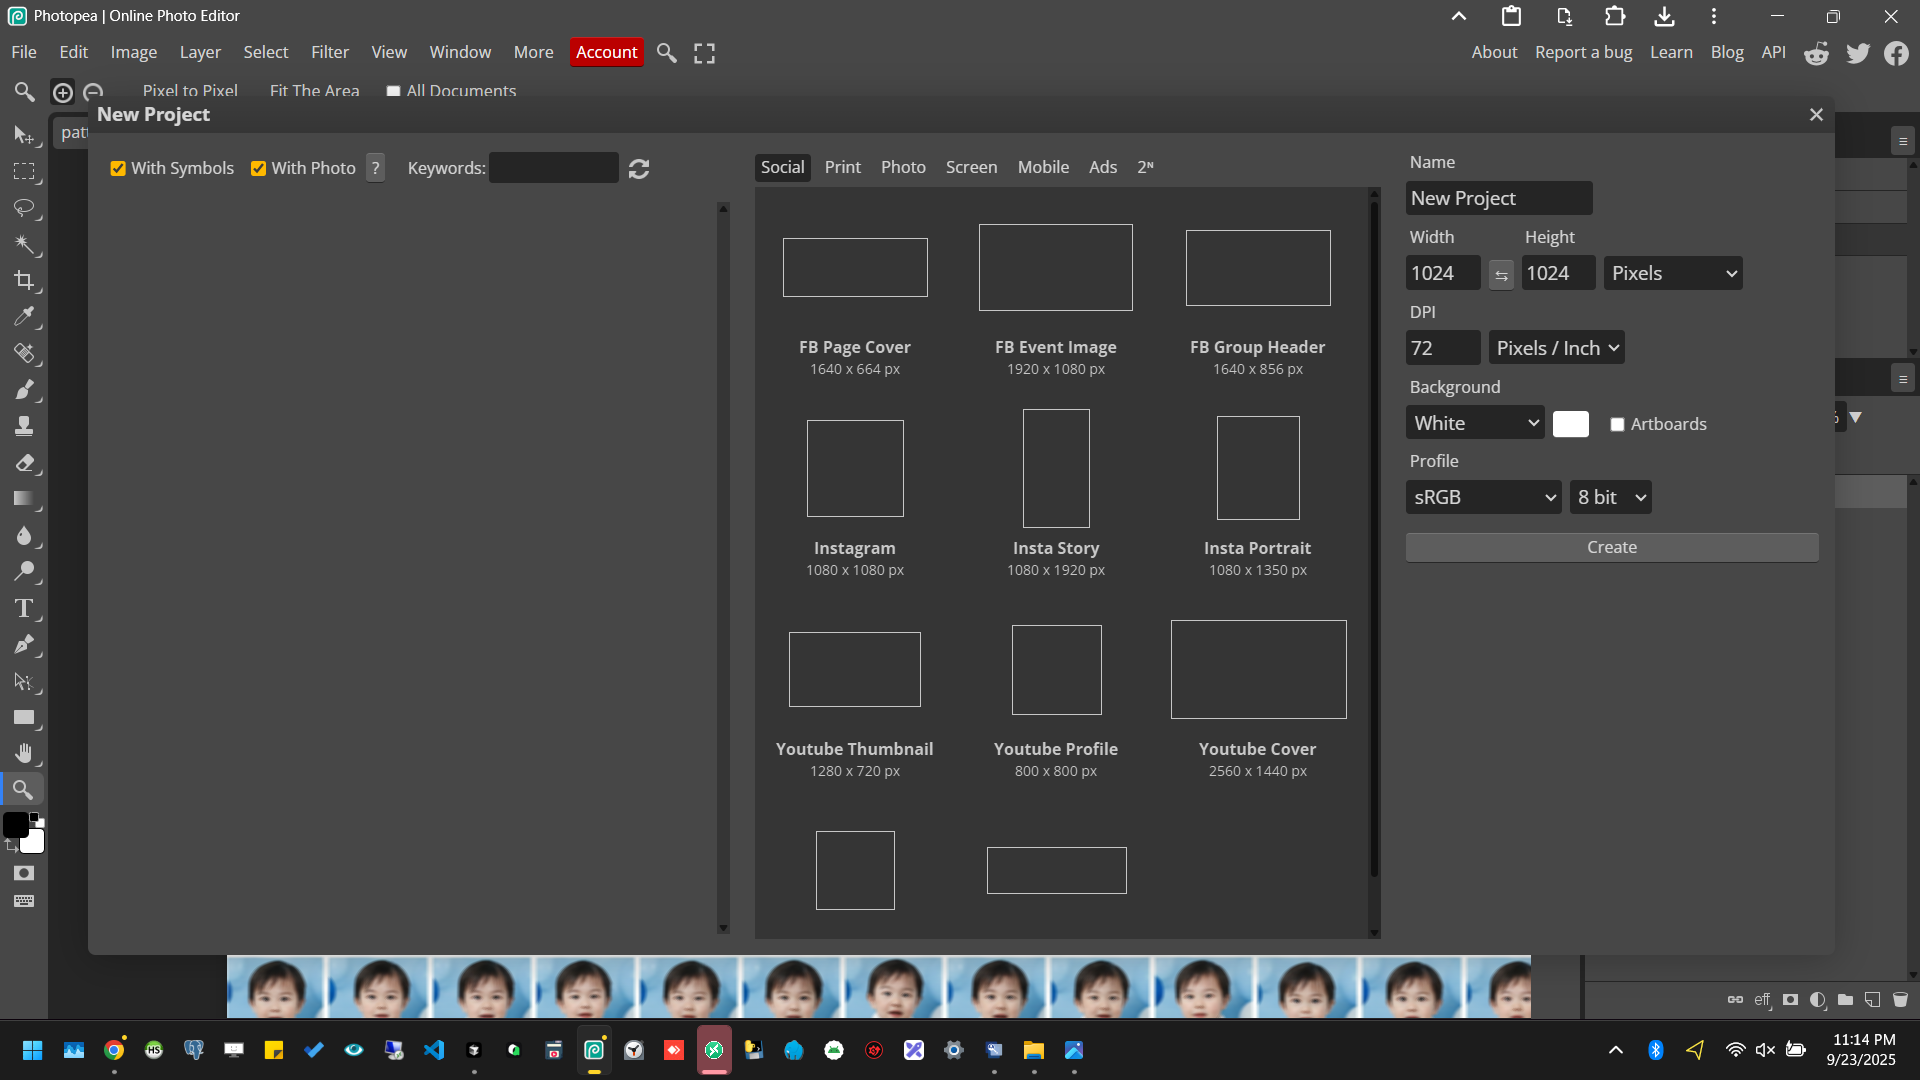 Photopea | Online Photo Editor
File Edit Image Layer Select Filter View Window More Account
About Report a bug Learn Blog API
Pixel to Pixel Fit The Area All Documents
New Project
With Symbols With Photo ? Keywords:
Social Print Photo Screen Mobile Ads 2ᴺ
FB Page Cover
1640 x 664 px
FB Event Image
1920 x 1080 px
FB Group Header
1640 x 856 px
Instagram
1080 x 1080 px
Insta Story
1080 x 1920 px
Insta Portrait
1080 x 1350 px
Youtube Thumbnail
1280 x 720 px
Youtube Profile
800 x 800 px
Youtube Cover
2560 x 1440 px
Name
New Project
Width Height
1024 1024 Pixels
DPI
72 Pixels / Inch
Background
White Artboards
Profile
sRGB 8 bit
Create
eff
HS
11:14 PM
9/23/2025